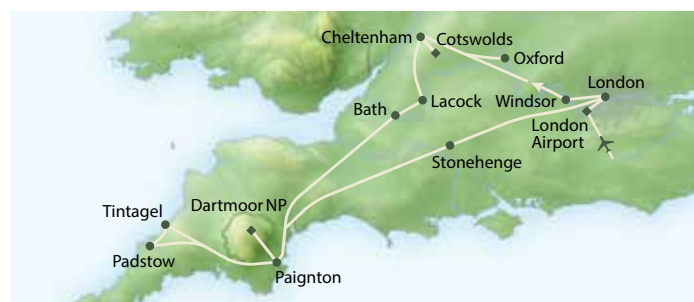 Cheltenham
Cotswolds
Oxford
London
Windsor
London
Airport
Lacock
Bath
Stonehenge
Dartmoor NP
Tintagel
Padstow
Paignton